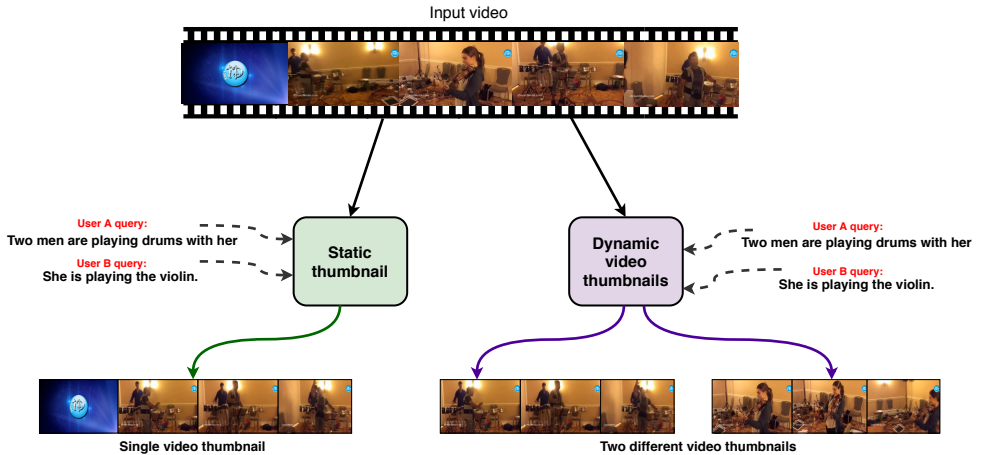 Input video
User A query:
Two men are playing drums with her
User B query:
She is playing the violin.
Static
thumbnail
Dynamic
video
thumbnails
User A query:
Two men are playing drums with her
User B query:
She is playing the violin.
Single video thumbnail
Two different video thumbnails